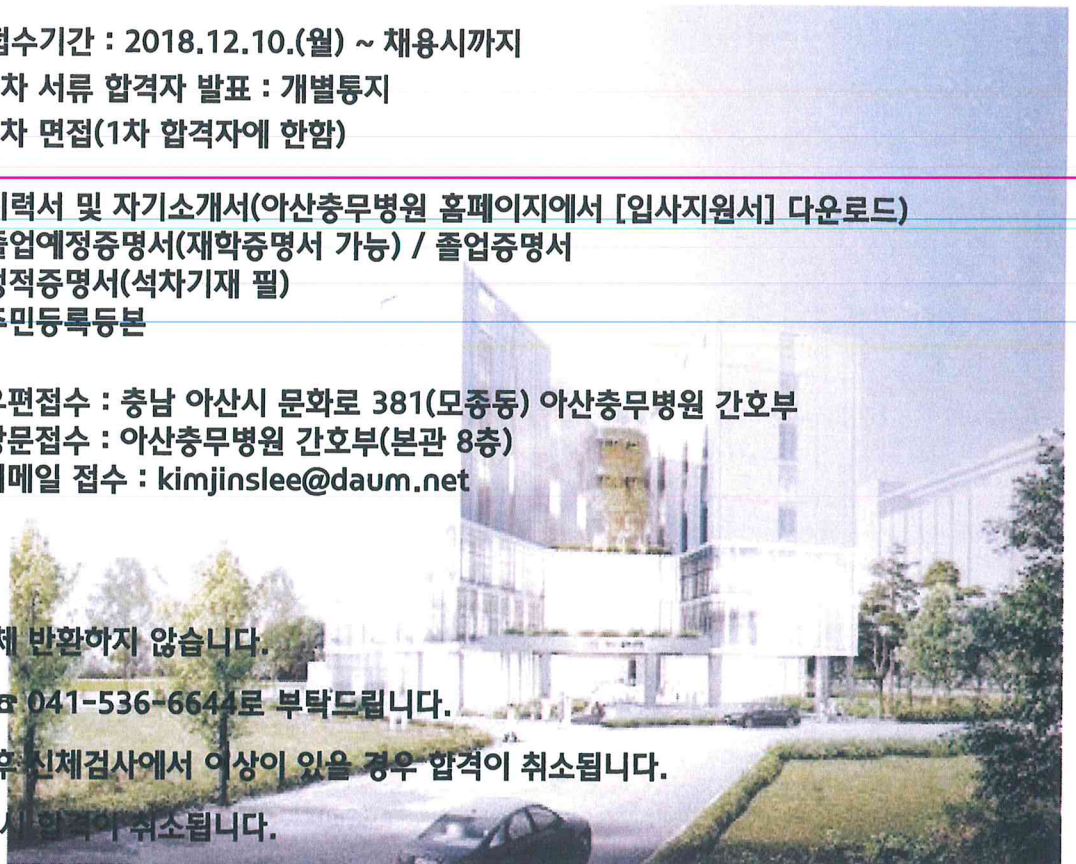 접수기간 : 2018.12.10.(월) ~ 채용시까지
차 서류 합격자 발표 : 개별통지
차 면접(1차 합격자에 한함)
이력서 및 자기소개서(아산충무병원 홈페이지에서 [입사지원서] 다운로드)
졸업예정증명서(재학증명서 가능) / 졸업증명서
성적증명서(석차기재 필)
주민등록등본
우편접수 : 충남 아산시 문화로 381(모종동) 아산충무병원 간호부
방문접수 : 아산충무병원 간호부(본관 8층)
이메일 접수 : kimjinslee@daum.net
체 반환하지 않습니다.
☎ 041-536-6644로 부탁드립니다.
후 신체검사에서 이상이 있을 경우 합격이 취소됩니다.
시 합격이 취소됩니다.